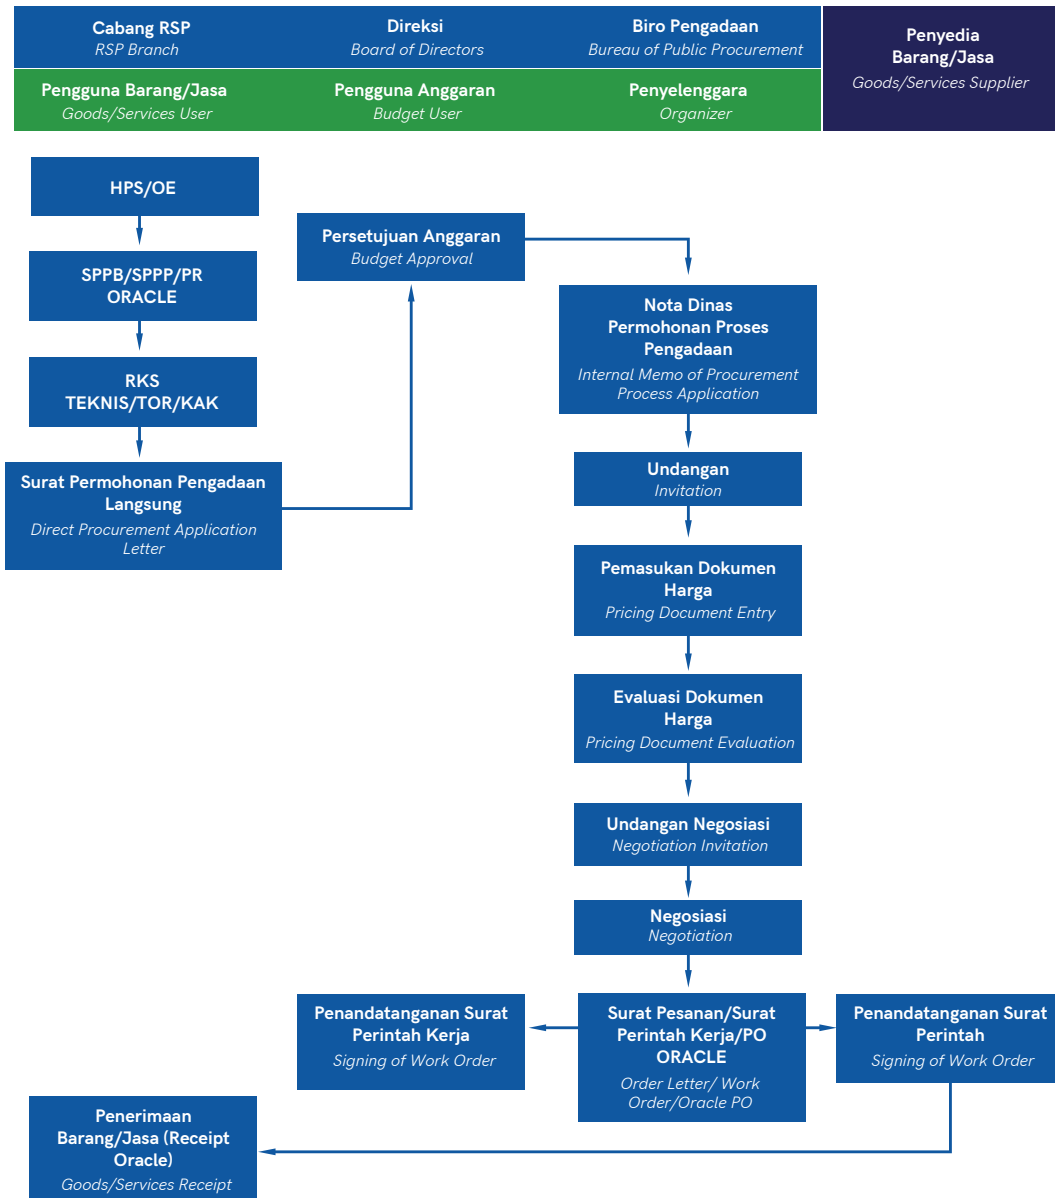 Cabang RSP
RSP Branch
Direksi
Board of Directors
Biro Pengadaan
Bureau of Public Procurement
Penyedia
Barang/Jasa
Goods/Services Supplier
Pengguna Barang/Jasa
Goods/Services User
Pengguna Anggaran
Budget User
Penyelenggara
Organizer
HPS/OE
SPPB/SPPP/PR
ORACLE
RKS
TEKNIS/TOR/KAK
Surat Permohonan Pengadaan
Langsung
Direct Procurement Application
Letter
Persetujuan Anggaran
Budget Approval
Nota Dinas
Permohonan Proses
Pengadaan
Internal Memo of Procurement
Process Application
Undangan
Invitation
Pemasukan Dokumen
Harga
Pricing Document Entry
Evaluasi Dokumen
Harga
Pricing Document Evaluation
Undangan Negosiasi
Negotiation Invitation
Negosiasi
Negotiation
Penandatanganan Surat
Perintah Kerja
Signing of Work Order
Surat Pesanan/Surat
Perintah Kerja/PO
ORACLE
Order Letter/ Work
Order/Oracle PO
Penandatanganan Surat
Perintah
Signing of Work Order
Penerimaan
Barang/Jasa (Receipt
Oracle)
Goods/Services Receipt